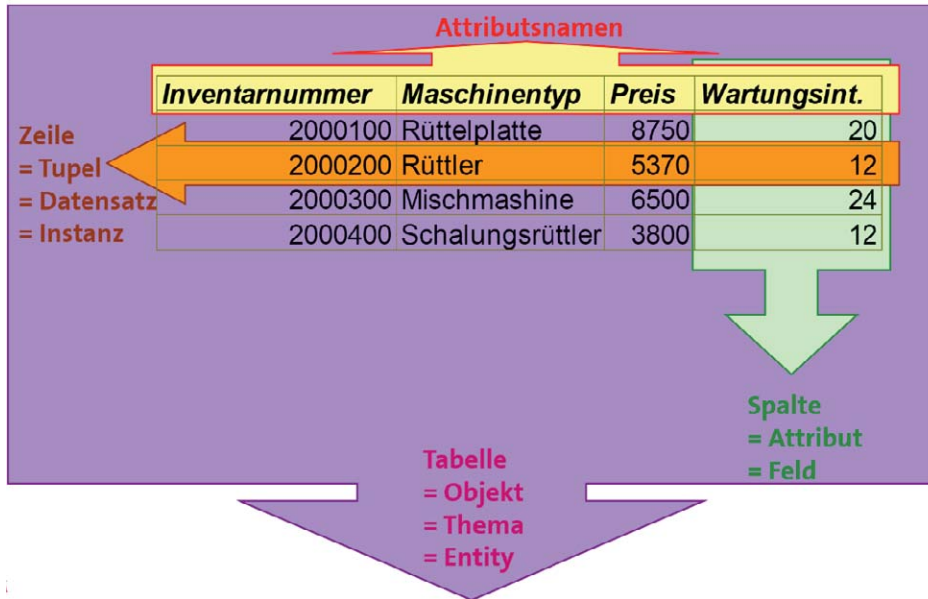 Attributsnamen
Inventarnummer Maschinentyp Preis Wartungsint.
2000100 Rüttelplatte 8750 20
2000200 Rüttler 5370 12
2000300 Mischmashine 6500 24
2000400 Schalungsrüttler 3800 12
Zeile
= Tupel
= Datensatz
= Instanz
Spalte
= Attribut
= Feld
Tabelle
= Objekt
= Thema
= Entity